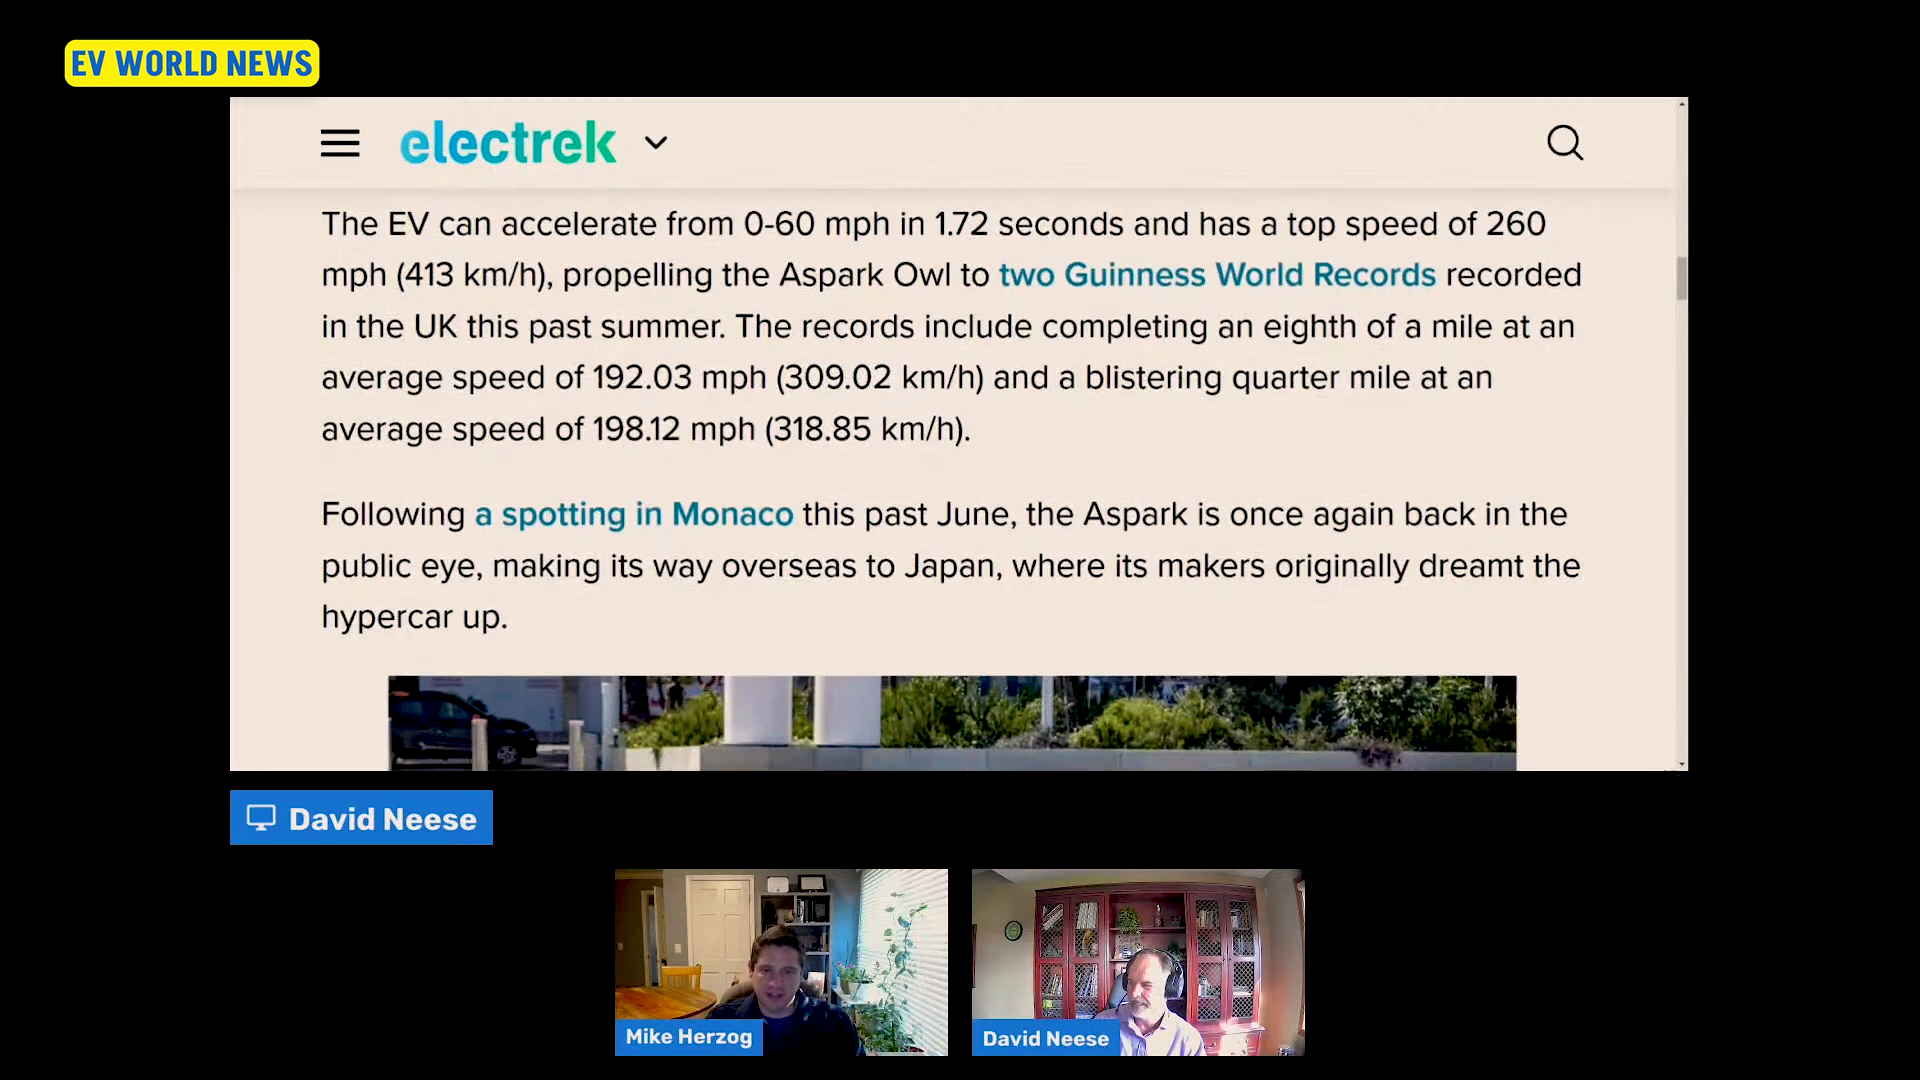 EV WORLD NEWS
electrek
The EV can accelerate from 0-60 mph in 1.72 seconds and has a top speed of 260
mph (413 km/h), propelling the Aspark Owl to two Guinness World Records recorded
in the UK this past summer. The records include completing an eighth of a mile at an
average speed of 192.03 mph (309.02 km/h) and a blistering quarter mile at an
average speed of 198.12 mph (318.85 km/h).
Following a spotting in Monaco this past June, the Aspark is once again back in the
public eye, making its way overseas to Japan, where its makers originally dreamt the
hypercar up.
David Neese
Mike Herzog
David Neese